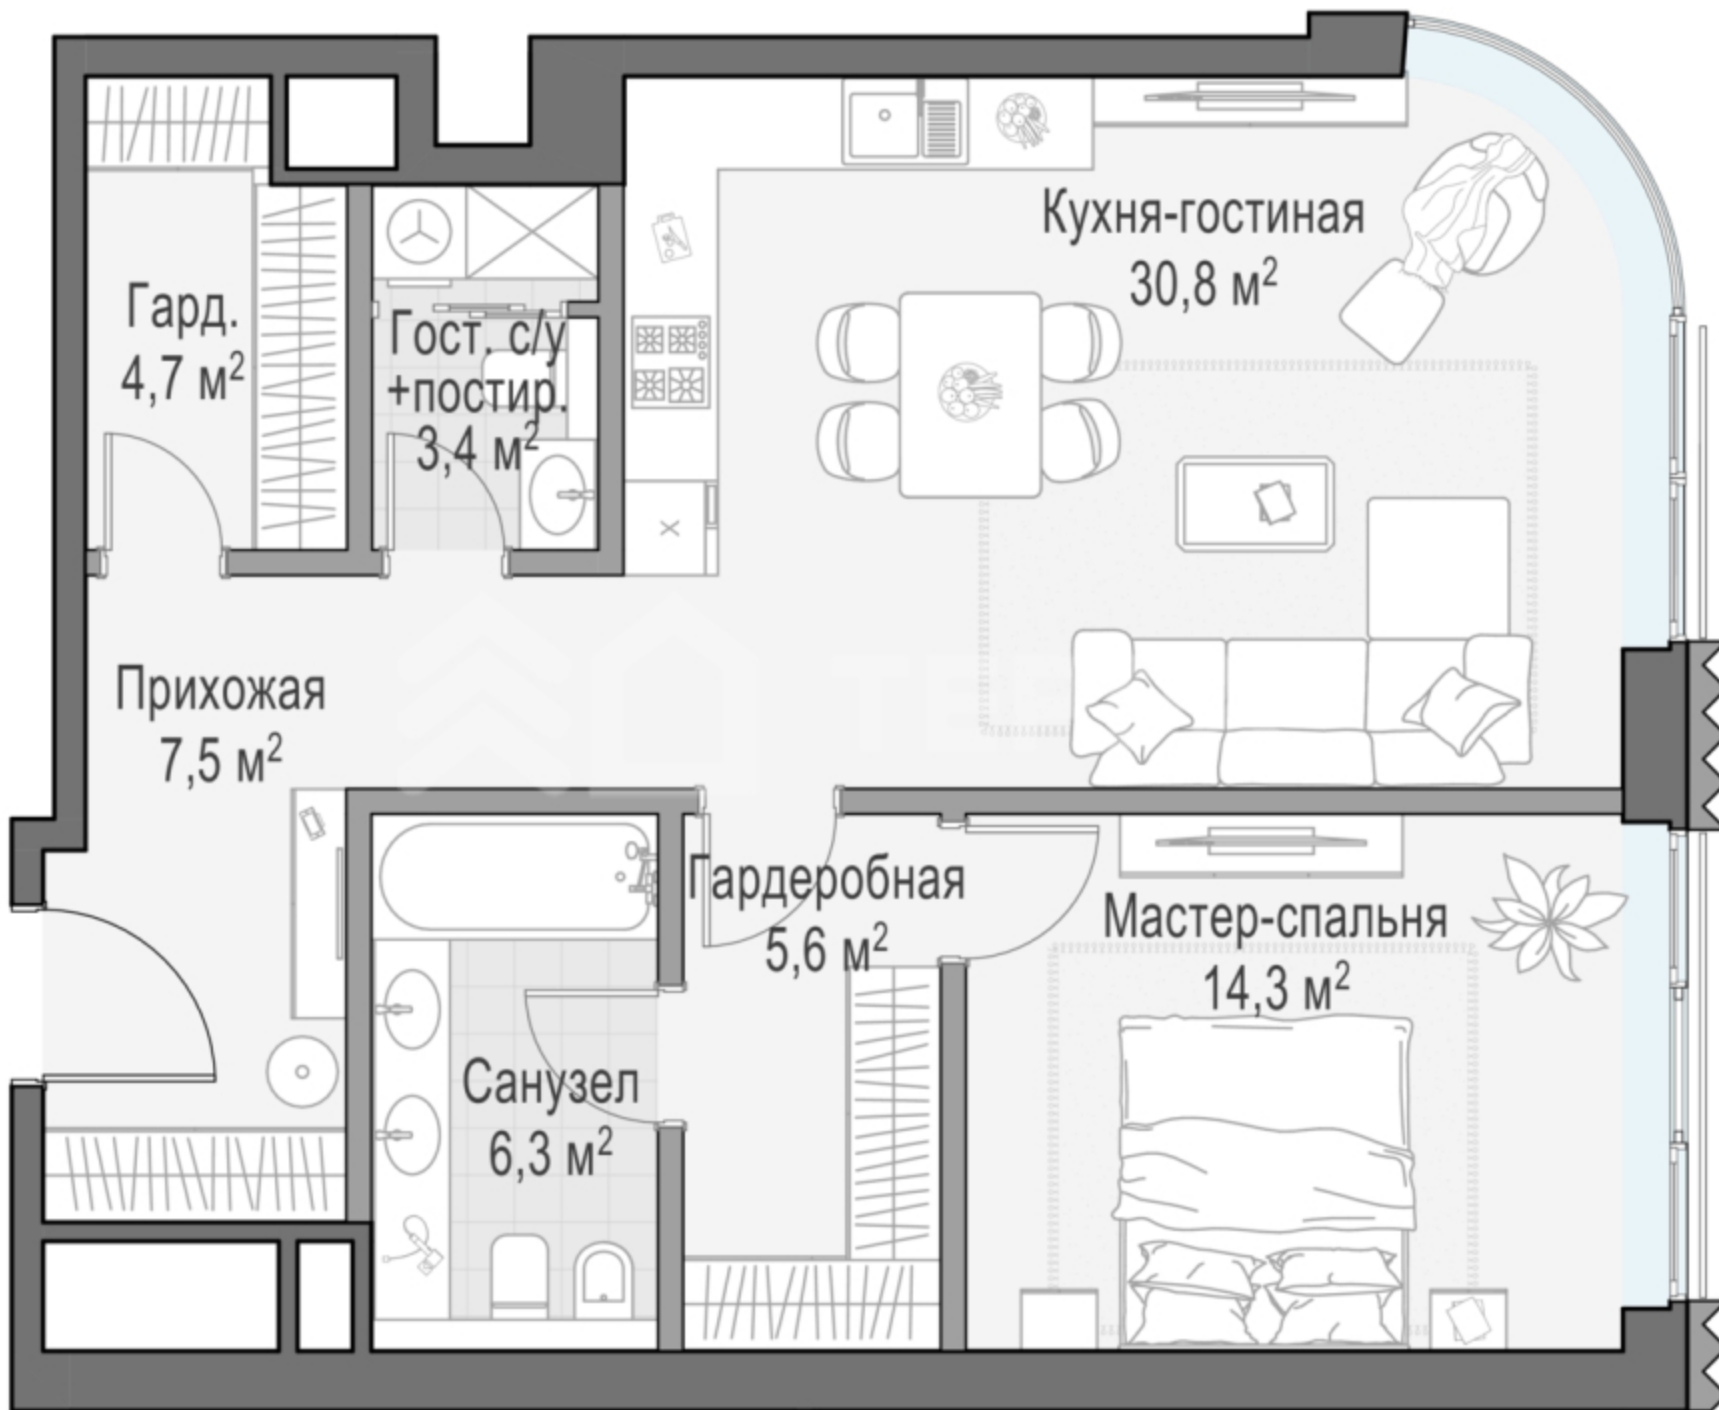 Кухня-гостиная
30,8 м²
Гард.
4,7 м²
Гост. с/у
+постир.
3,4 м²
Прихожая
7,5 м²
Гардеробная
5,6 м²
Мастер-спальня
14,3 м²
Санузел
6,3 м²